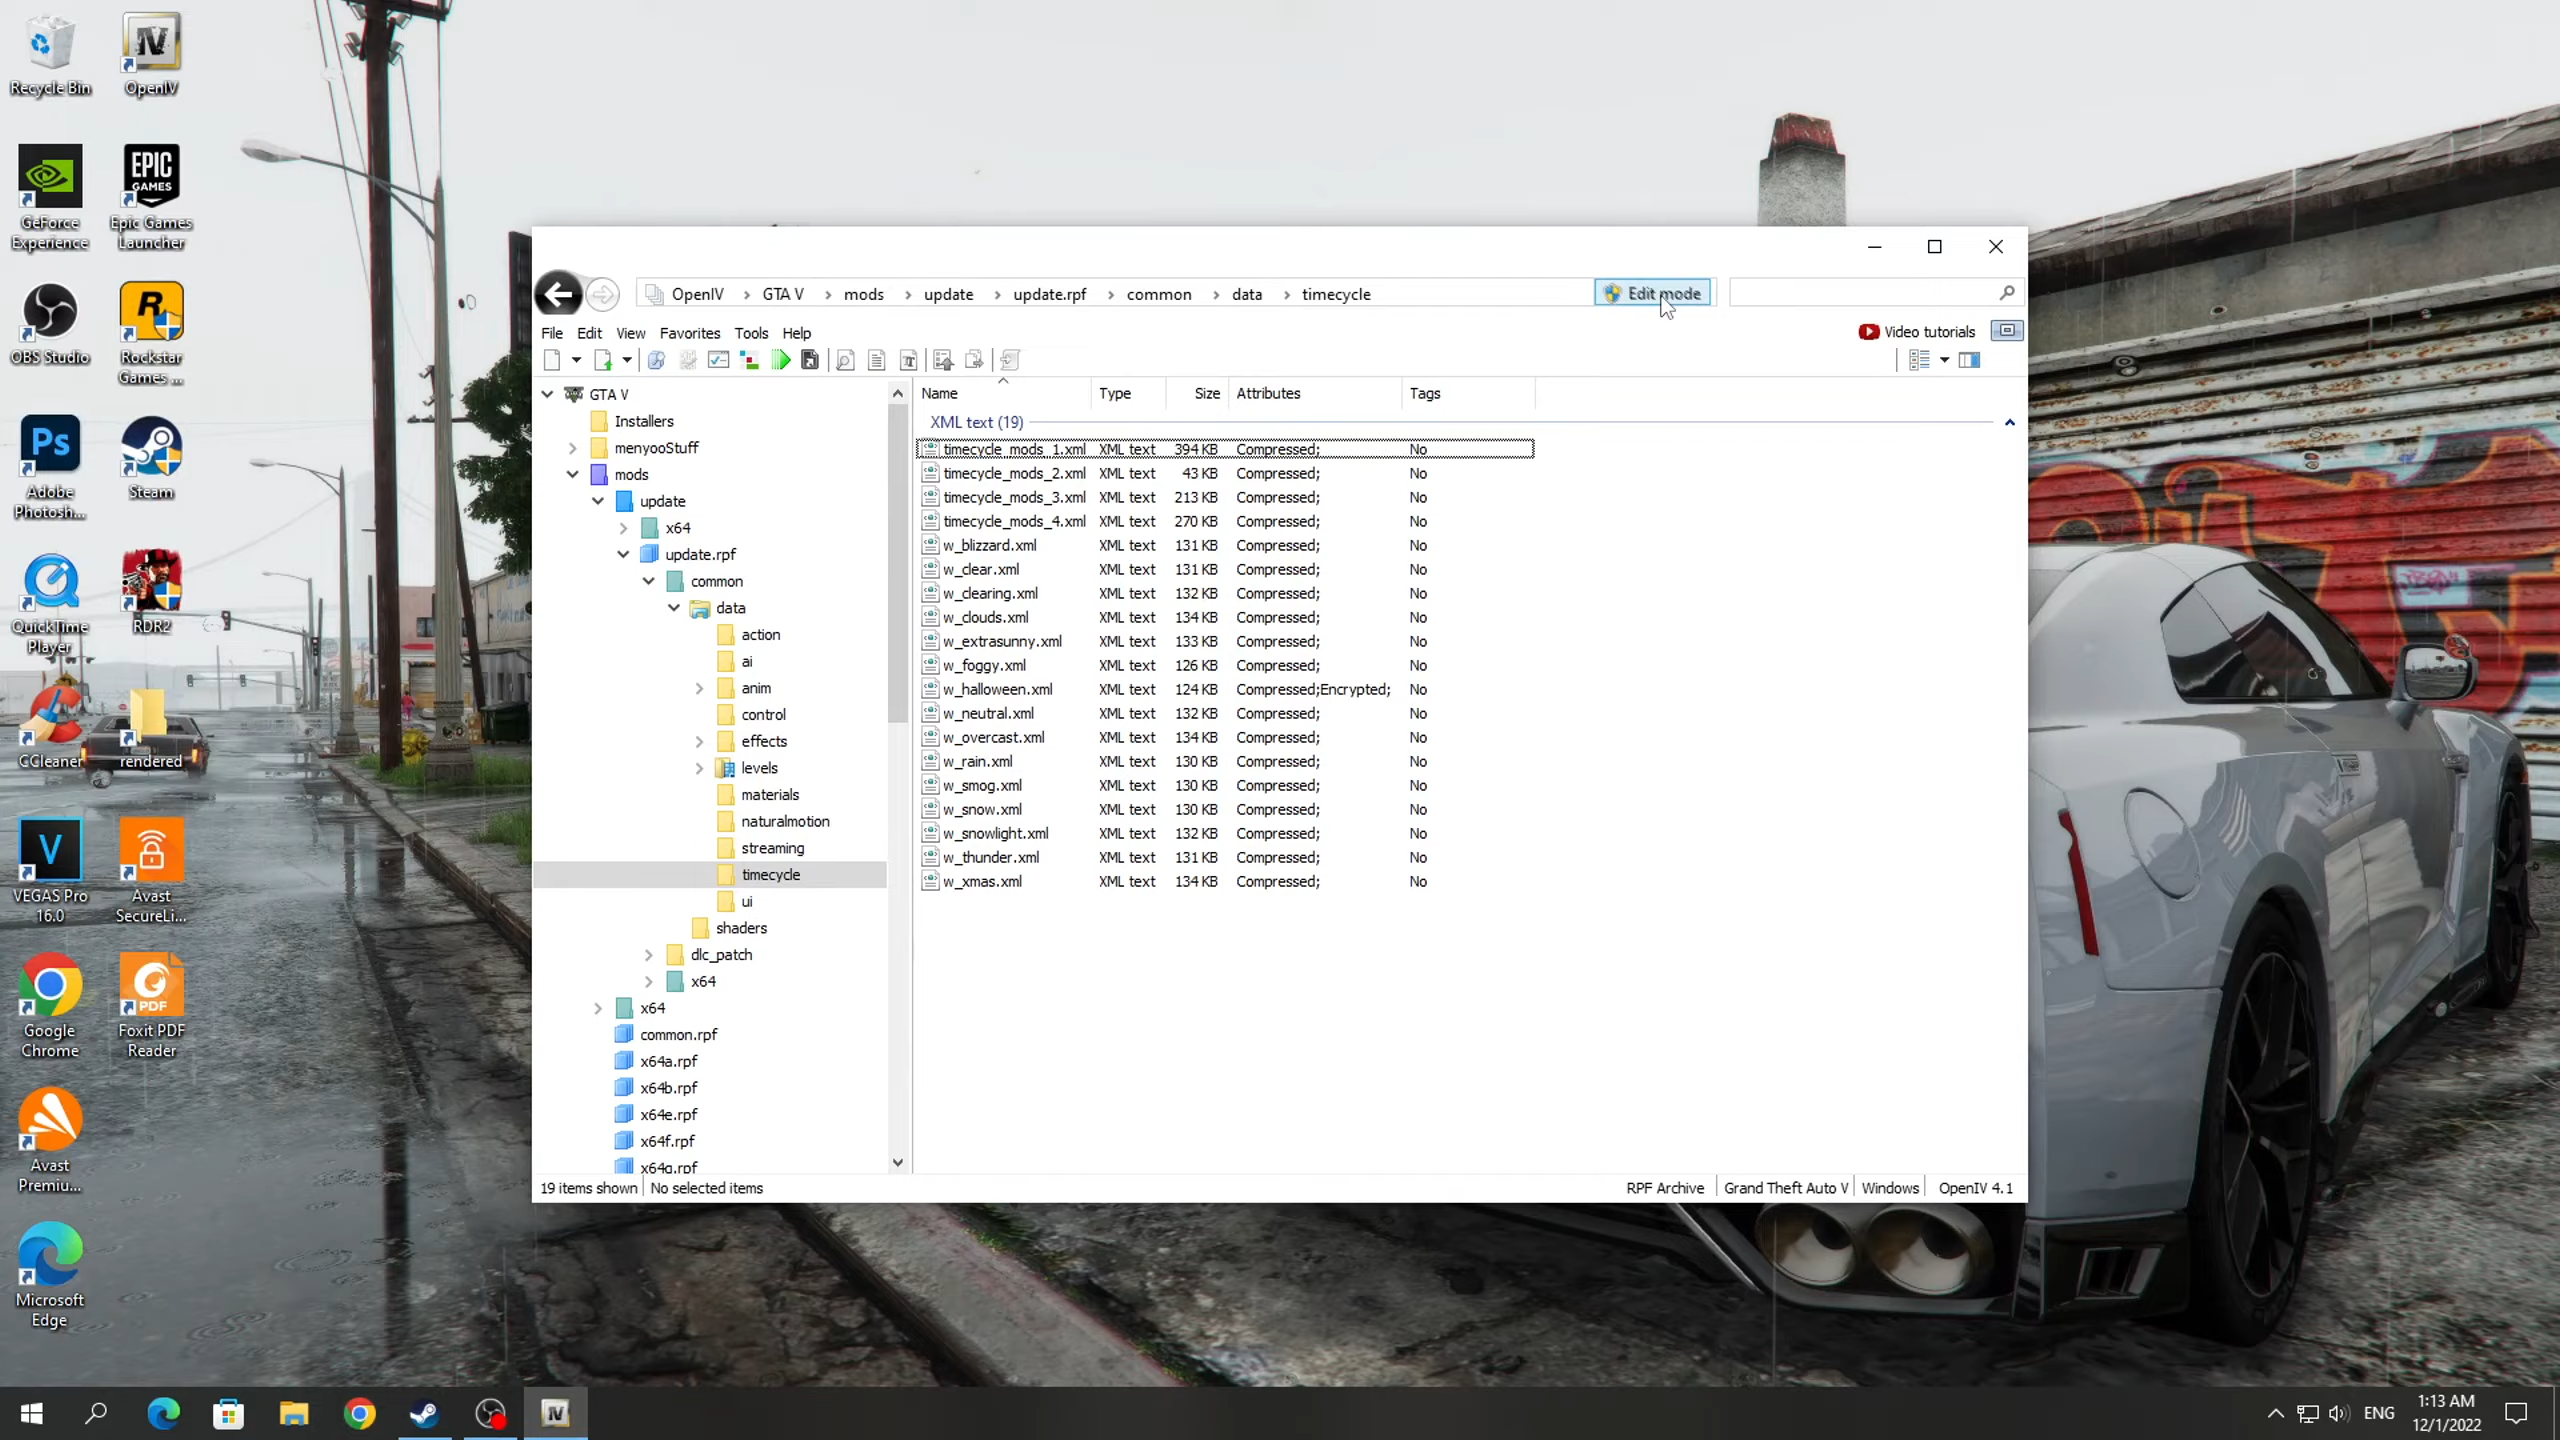 Recycle Bin
OpenIV
GeForce Experience
EPIC GAMES
Epic Games Launcher
OBS Studio
Rockstar Games ...
Ps
Adobe Photosh...
Steam
QuickTime Player
RDR2
CCleaner
rendered
V
VEGAS Pro 16.0
Avast SecureLi...
Google Chrome
PDF
Foxit PDF Reader
Avast Premiu...
Microsoft Edge
OpenIV
GTA V
mods
update
update.rpf
common
data
timecycle
Edit mode
File Edit View Favorites Tools Help
Video tutorials
GTA V
Installers
menyooStuff
mods
update
x64
update.rpf
common
data
action
ai
anim
control
effects
levels
materials
naturalmotion
streaming
timecycle
ui
shaders
dlc_patch
x64
x64
common.rpf
x64a.rpf
x64b.rpf
x64e.rpf
x64f.rpf
x64g.rpf
Name Type Size Attributes Tags
XML text (19)
timecycle_mods_1.xml XML text 394 KB Compressed; No
timecycle_mods_2.xml XML text 43 KB Compressed; No
timecycle_mods_3.xml XML text 213 KB Compressed; No
timecycle_mods_4.xml XML text 270 KB Compressed; No
w_blizzard.xml XML text 131 KB Compressed; No
w_clear.xml XML text 131 KB Compressed; No
w_clearing.xml XML text 132 KB Compressed; No
w_clouds.xml XML text 134 KB Compressed; No
w_extrasunny.xml XML text 133 KB Compressed; No
w_foggy.xml XML text 126 KB Compressed; No
w_halloween.xml XML text 124 KB Compressed;Encrypted; No
w_neutral.xml XML text 132 KB Compressed; No
w_overcast.xml XML text 134 KB Compressed; No
w_rain.xml XML text 130 KB Compressed; No
w_smog.xml XML text 130 KB Compressed; No
w_snow.xml XML text 130 KB Compressed; No
w_snowlight.xml XML text 132 KB Compressed; No
w_thunder.xml XML text 131 KB Compressed; No
w_xmas.xml XML text 134 KB Compressed; No
19 items shown No selected items
RPF Archive Grand Theft Auto V Windows OpenIV 4.1
ENG
1:13 AM
12/1/2022